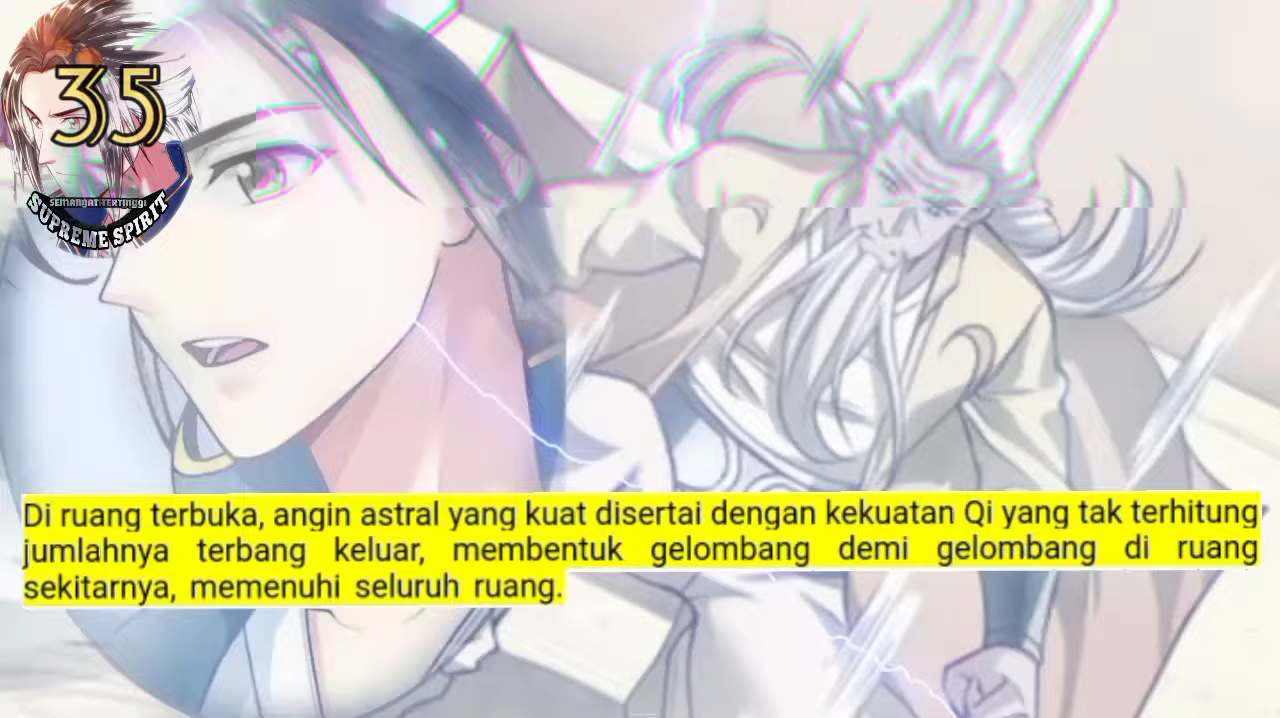 35
SEMANGAT TERTINGGI
SUPREME SPIRIT
Di ruang terbuka, angin astral yang kuat disertai dengan kekuatan Qi yang tak terhitung
jumlahnya terbang keluar, membentuk gelombang demi gelombang di ruang
sekitarnya, memenuhi seluruh ruang.